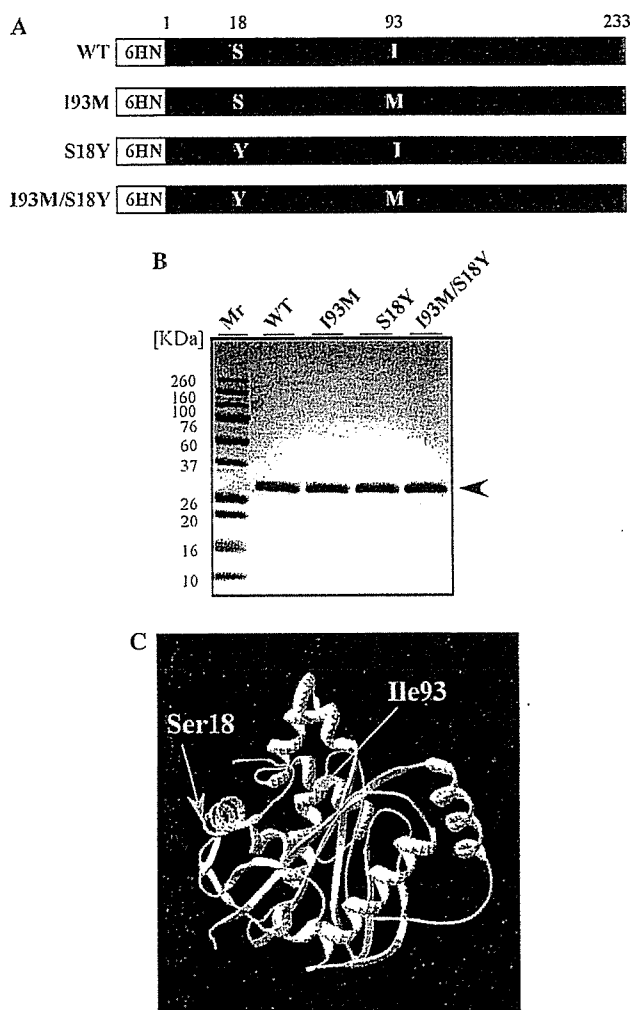 A
1 18 93 233
WT 6HN S I
I93M 6HN S M
S18Y 6HN Y I
I93M/S18Y 6HN Y M
B
Mr WT I93M S18Y I93M/S18Y
[KDa]
260
160
100
76
60
37
26
20
16
10
C
Ser18
Ile93